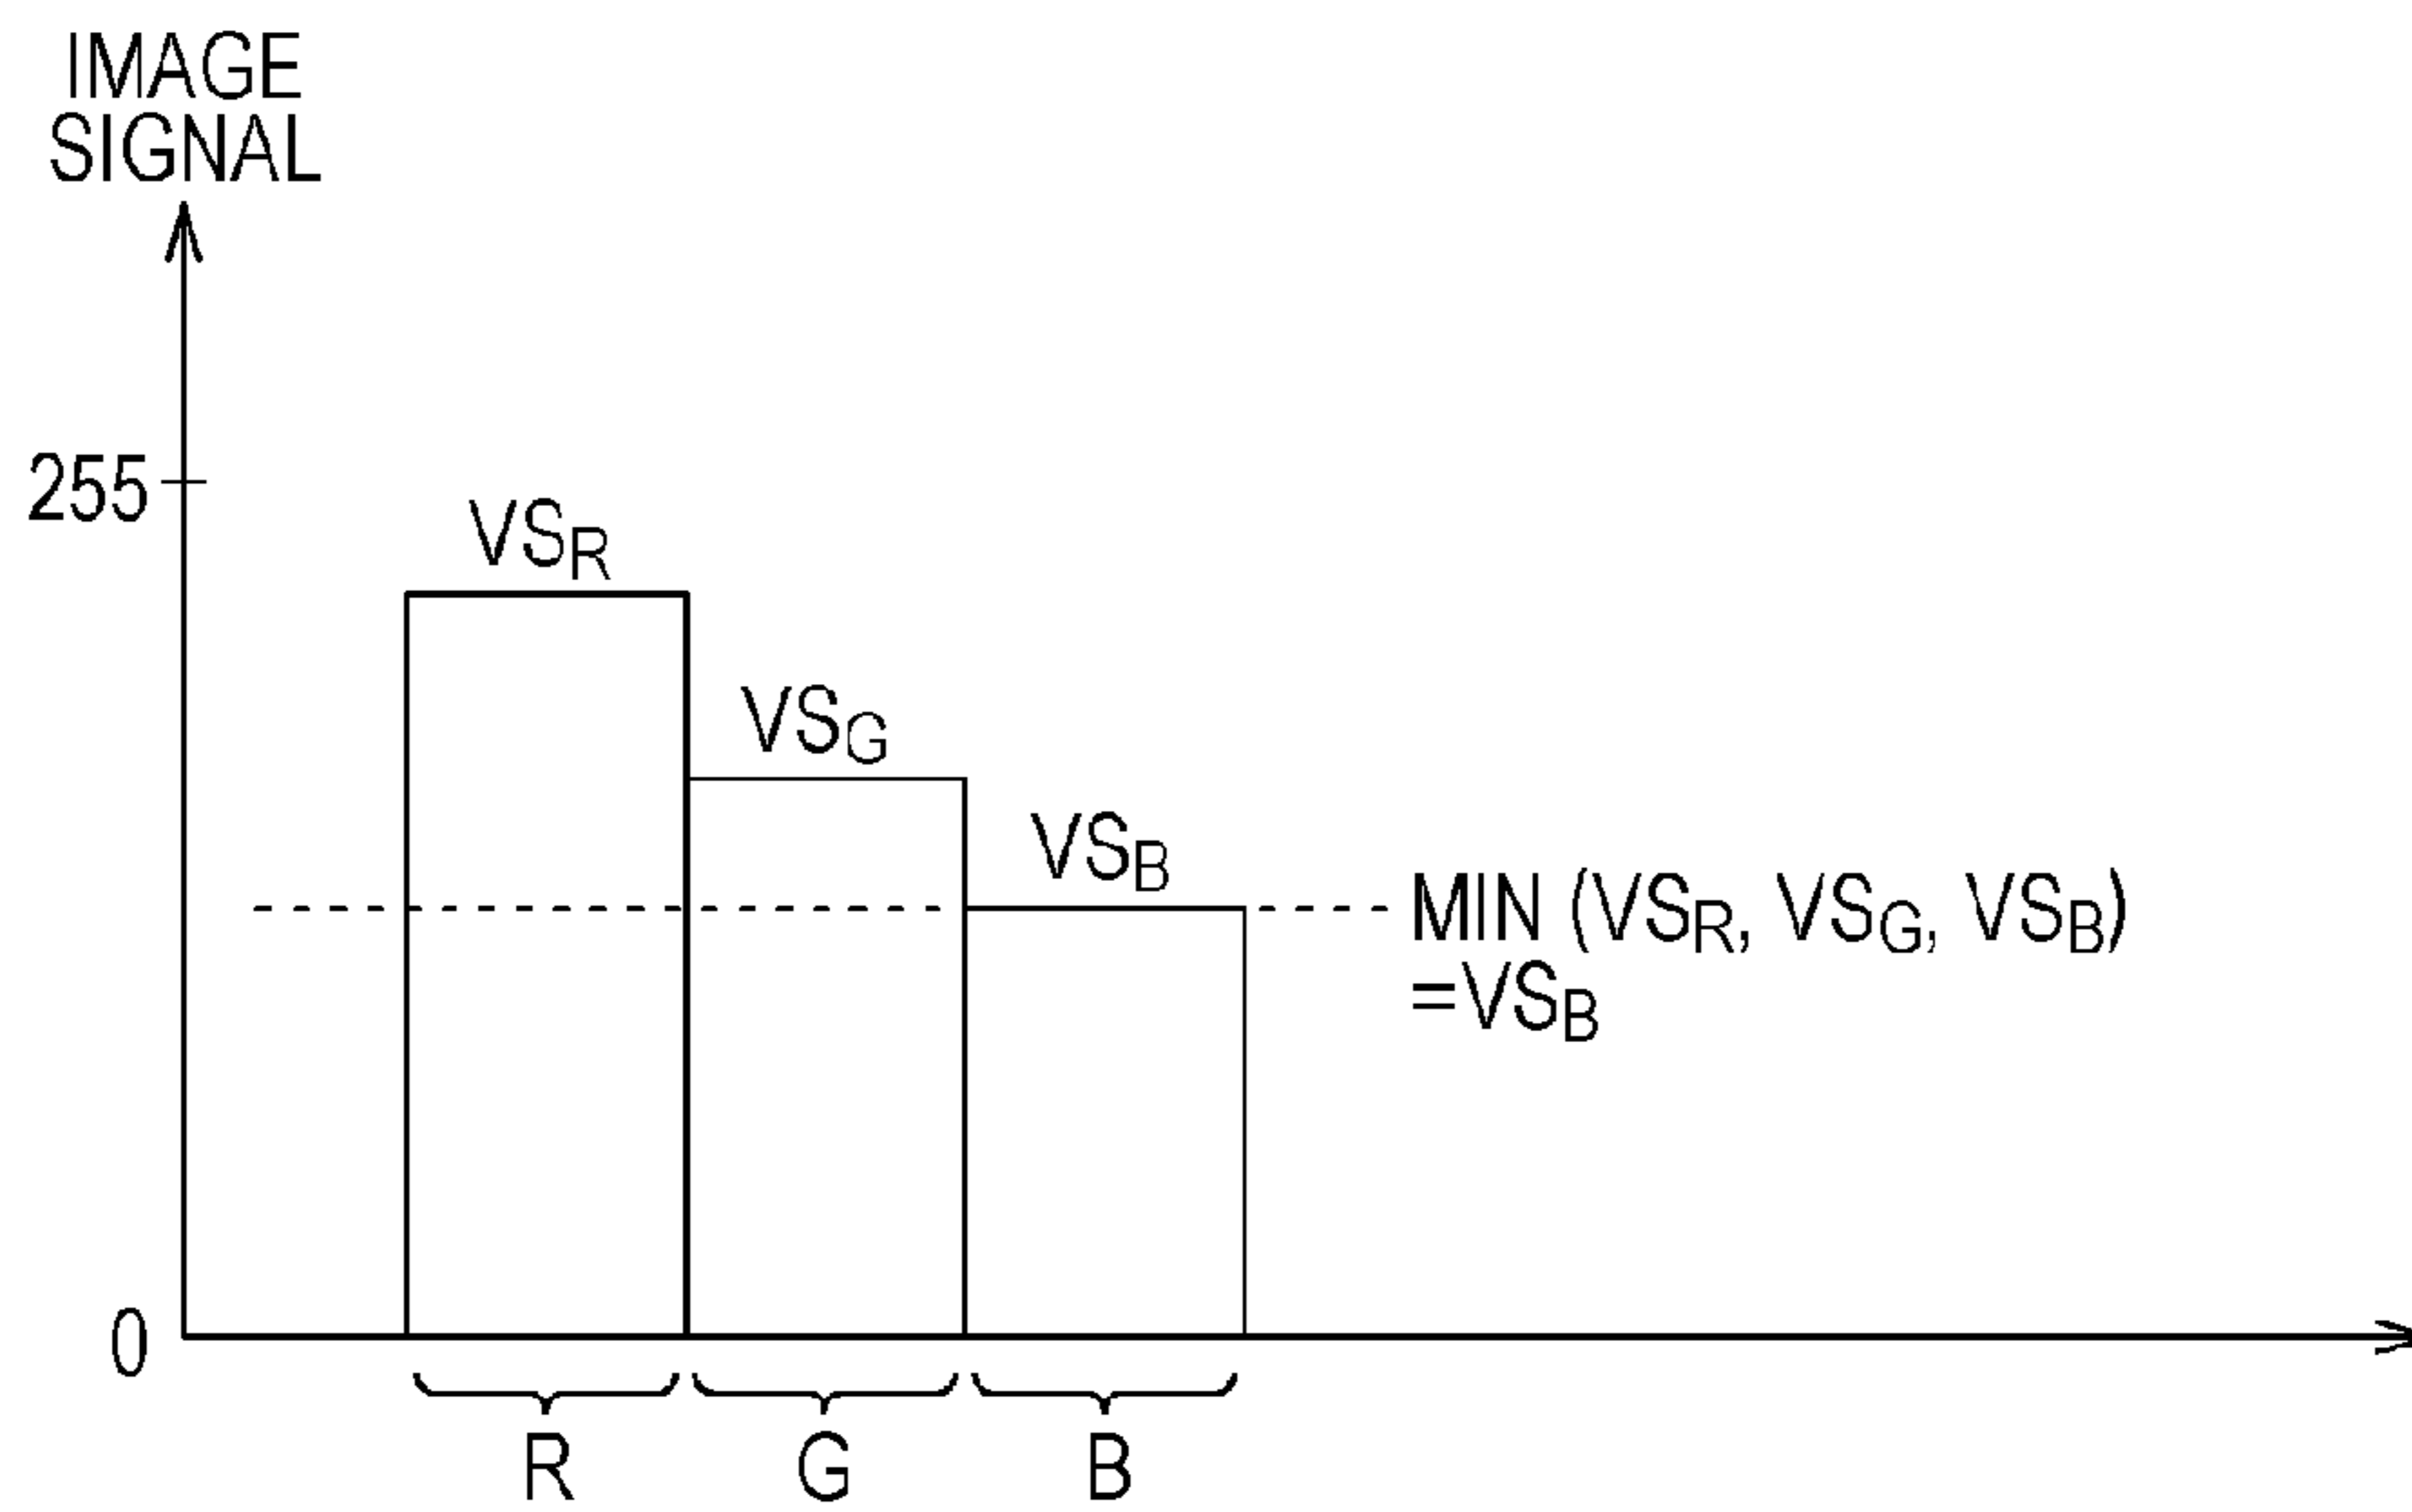 IMAGE
SIGNAL
255
VSR
VSG
VSB
MIN (VSR, VSG, VSB)
=VSB
0
R
G
B